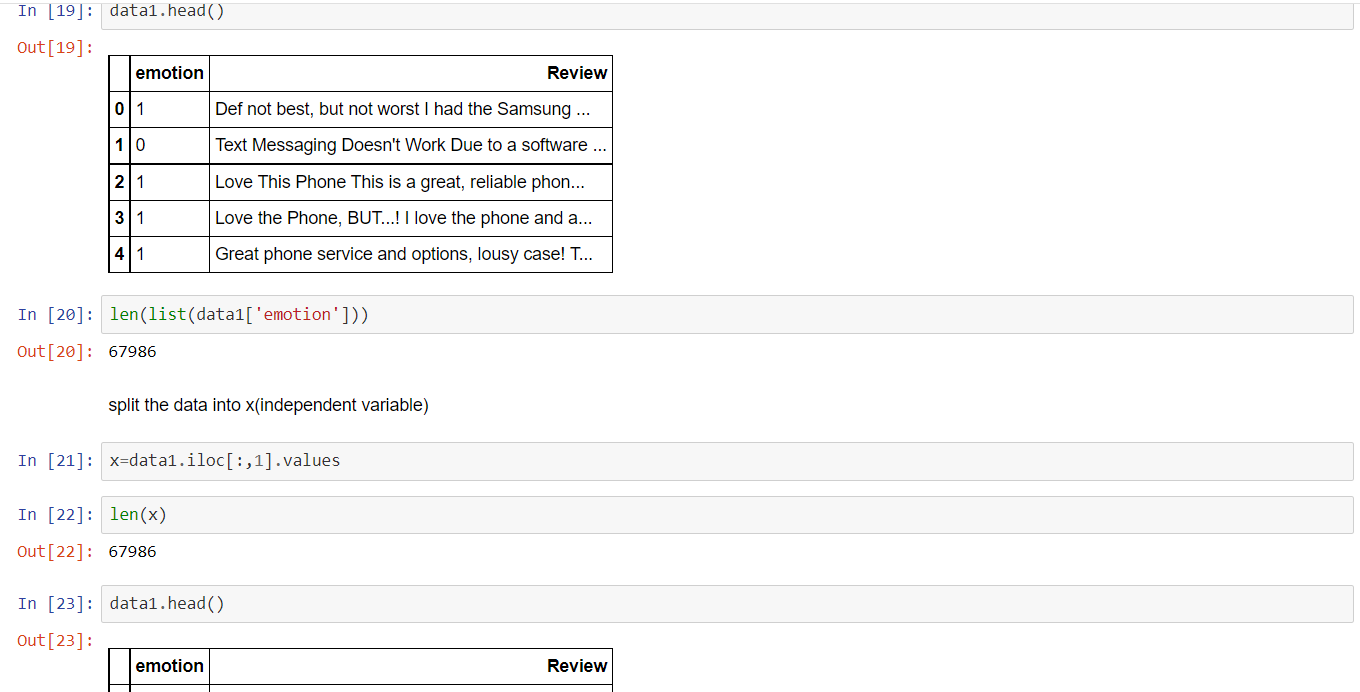 In [19]: data1.head()
Out[19]:
emotion Review
0 1 Def not best, but not worst I had the Samsung ...
1 0 Text Messaging Doesn't Work Due to a software ...
2 1 Love This Phone This is a great, reliable phon...
3 1 Love the Phone, BUT...! I love the phone and a...
4 1 Great phone service and options, lousy case! T...
In [20]: len(list(data1['emotion']))
Out[20]: 67986
split the data into x(independent variable)
In [21]: x=data1.iloc[:,1].values
In [22]: len(x)
Out[22]: 67986
In [23]: data1.head()
Out[23]:
emotion Review